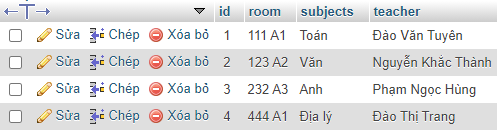 id room subjects teacher
Sửa Chép Xóa bỏ 1 111 A1 Toán Đào Văn Tuyên
Sửa Chép Xóa bỏ 2 123 A2 Văn Nguyễn Khắc Thành
Sửa Chép Xóa bỏ 3 232 A3 Anh Phạm Ngọc Hùng
Sửa Chép Xóa bỏ 4 444 A1 Địa lý Đào Thị Trang